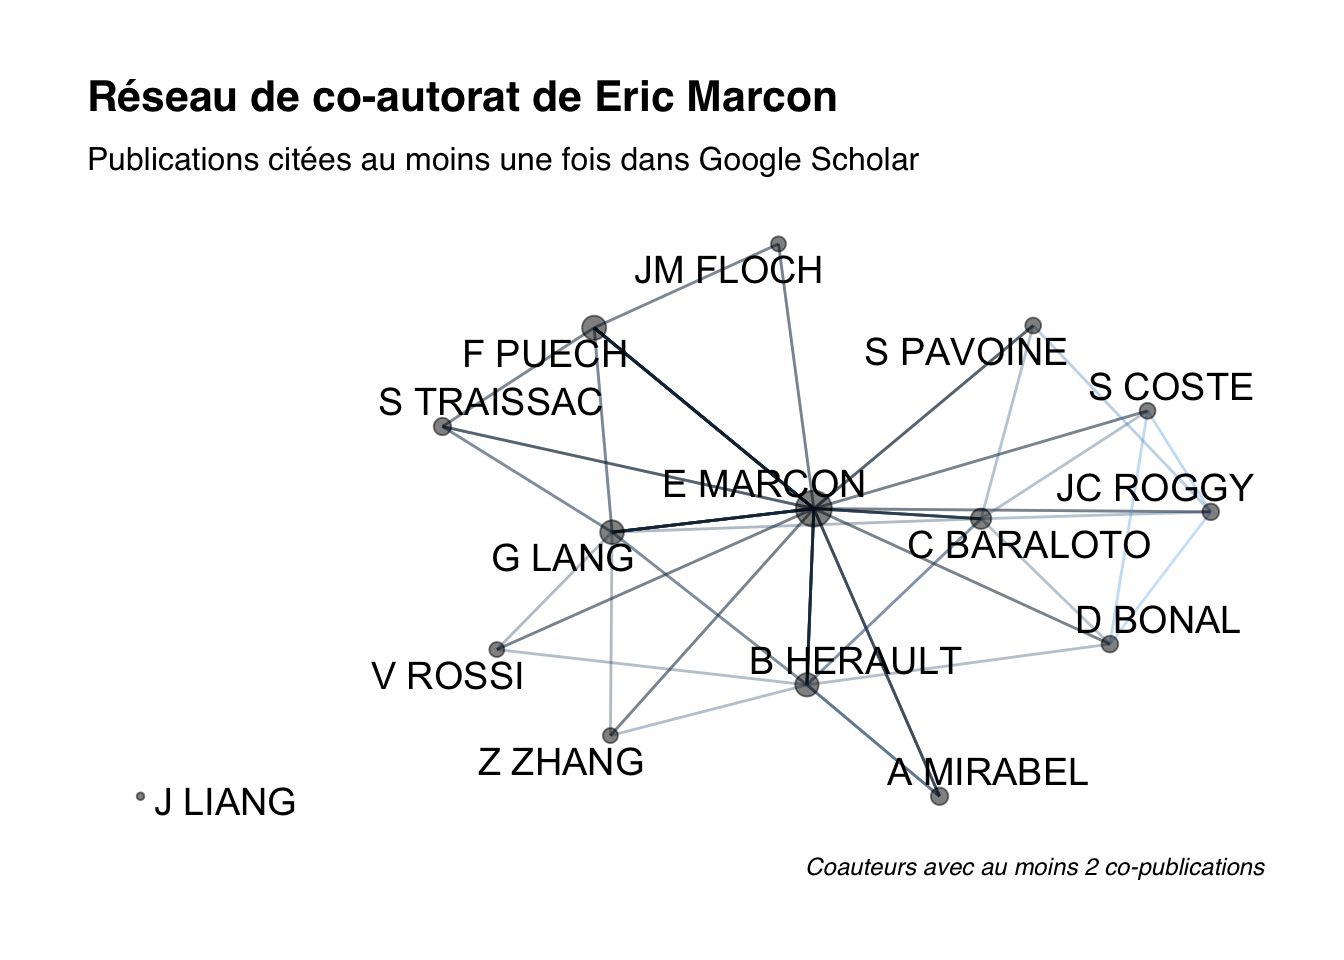 Réseau de co-autorat de Eric Marcon
Publications citées au moins une fois dans Google Scholar
JM FLOCH
F PUECH
S PAVOINE
S COSTE
S TRAISSAC
E MARCON
JC ROGGY
G LANG
C BARALOTO
D BONAL
V ROSSI
B HERAULT
Z ZHANG
A MIRABEL
J LIANG
Coauteurs avec au moins 2 co-publications